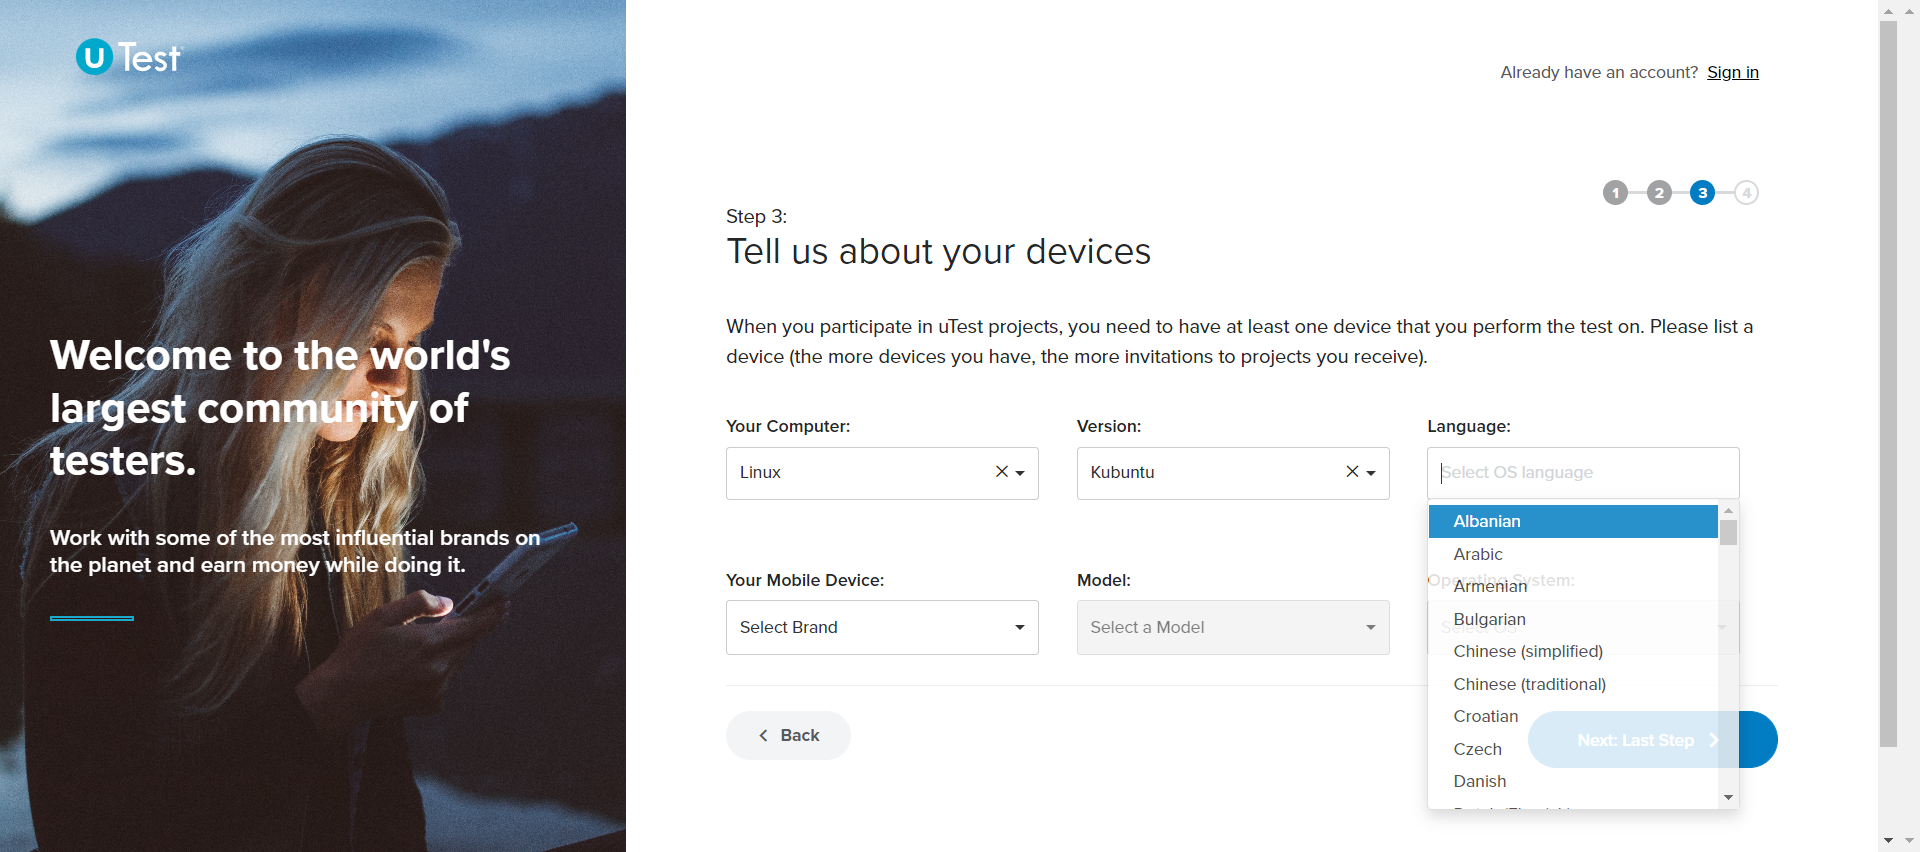 U Test
Already have an account? Sign in
1 2 3 4
Step 3:
Tell us about your devices
Welcome to the world's
largest community of
testers.
Work with some of the most influential brands on
the planet and earn money while doing it.
When you participate in uTest projects, you need to have at least one device that you perform the test on. Please list a
device (the more devices you have, the more invitations to projects you receive).
Your Computer: Version: Language:
Linux Kubuntu Select OS language
Albanian
Arabic
Your Mobile Device: Model: Operating System:
Armenian
Bulgarian
Select Brand Select a Model Select OS
Chinese (simplified)
Chinese (traditional)
Croatian
Back Next: Last Step
Czech
Danish